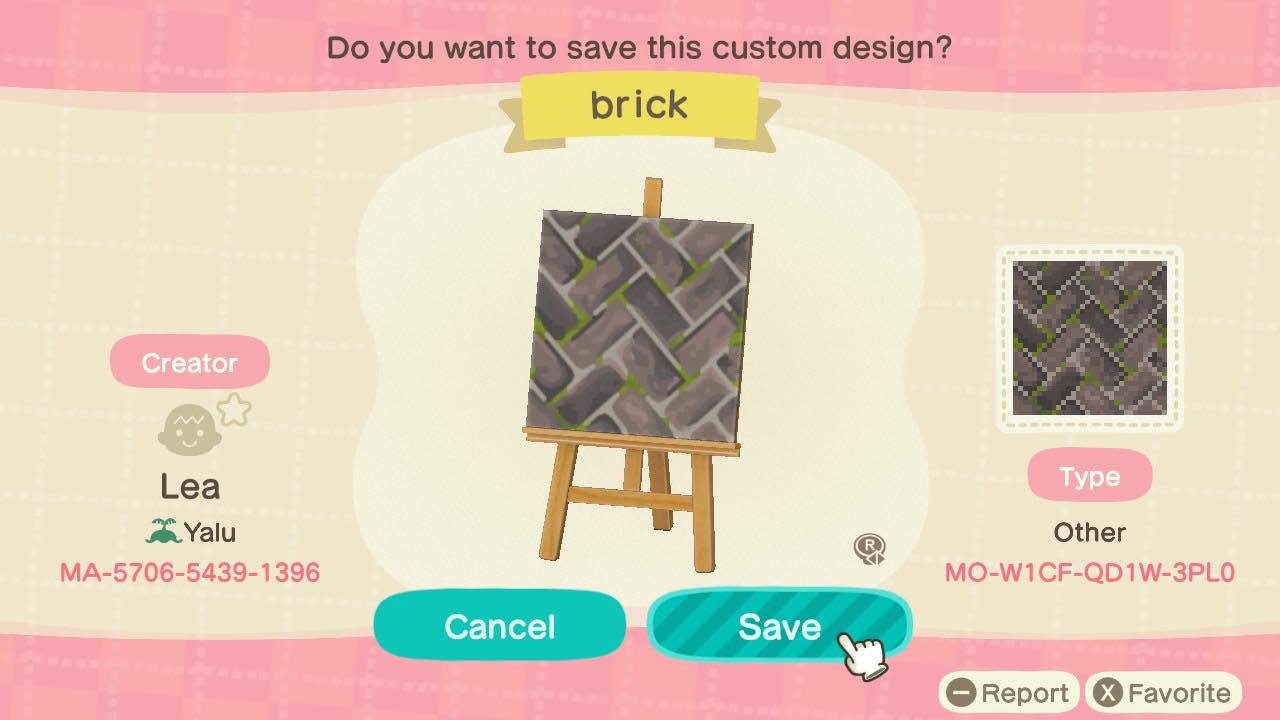 Do you want to save this custom design?
brick
Creator
Lea
Yalu
MA-5706-5439-1396
Type
Other
MO-W1CF-QD1W-3PL0
R
Cancel
Save
Report
X Favorite